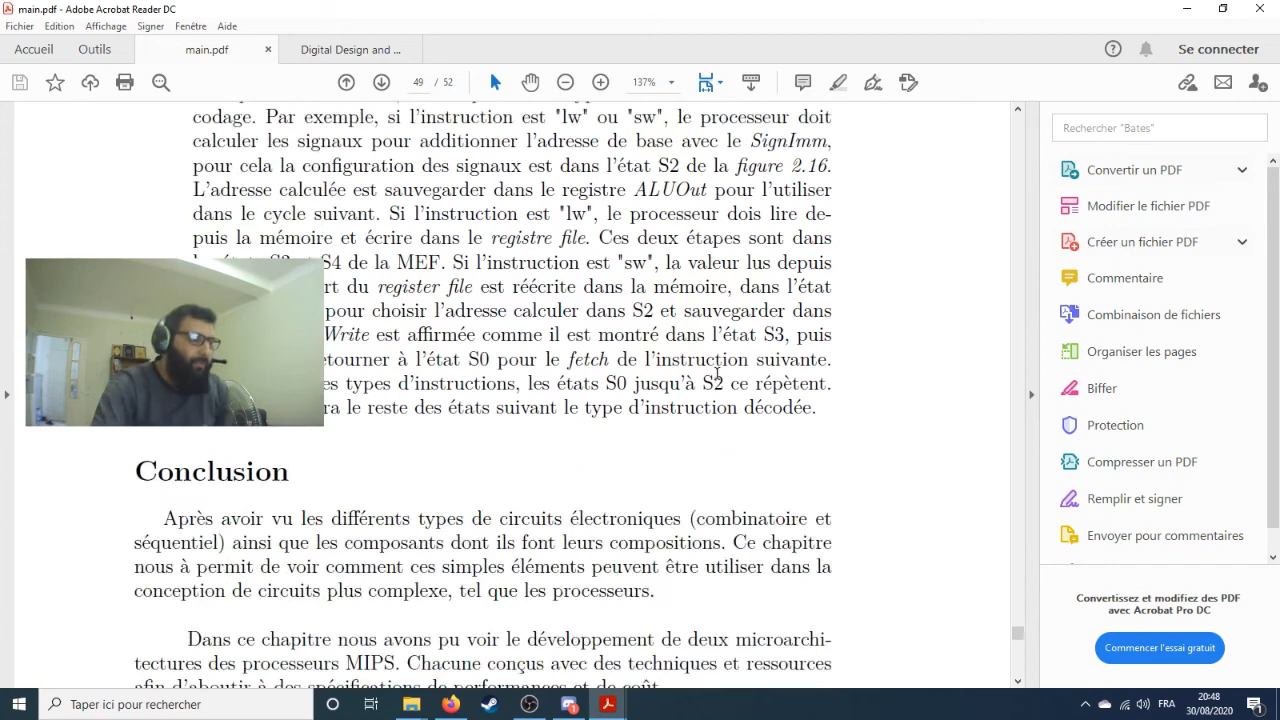 main.pdf - Adobe Acrobat Reader DC
Fichier Edition Affichage Signer Fenêtre Aide
Accueil Outils main.pdf × Digital Design and ... Se connecter
49 / 52 137%
codage. Par exemple, si l'instruction est "lw" ou "sw", le processeur doit
calculer les signaux pour additionner l'adresse de base avec le SignImm,
pour cela la configuration des signaux est dans l'état S2 de la figure 2.16.
L'adresse calculée est sauvegarder dans le registre ALUOut pour l'utiliser
dans le cycle suivant. Si l'instruction est "lw", le processeur dois lire de-
puis la mémoire et écrire dans le registre file. Ces deux étapes sont dans
S4 de la MEF. Si l'instruction est "sw", la valeur lus depuis
du register file est réécrite dans la mémoire, dans l'état
pour choisir l'adresse calculer dans S2 et sauvegarder dans
Write est affirmée comme il est montré dans l'état S3, puis
etourner à l'état S0 pour le fetch de l'instruction suivante.
es types d'instructions, les états S0 jusqu'à S2 ce répètent.
ra le reste des états suivant le type d'instruction décodée.
Conclusion
Après avoir vu les différents types de circuits électroniques (combinatoire et
séquentiel) ainsi que les composants dont ils font leurs compositions. Ce chapitre
nous à permit de voir comment ces simples éléments peuvent être utiliser dans la
conception de circuits plus complexe, tel que les processeurs.
Dans ce chapitre nous avons pu voir le développement de deux microarchi-
tectures des processeurs MIPS. Chacune conçus avec des techniques et ressources
afin d'aboutir à des spécifications de performances et de coût.
Rechercher "Bates"
Convertir un PDF
Modifier le fichier PDF
Créer un fichier PDF
Commentaire
Combinaison de fichiers
Organiser les pages
Biffer
Protection
Compresser un PDF
Remplir et signer
Envoyer pour commentaires
Convertissez et modifiez des PDF
avec Acrobat Pro DC
Commencer l'essai gratuit
Taper ici pour rechercher
FRA
20:48
30/08/2020